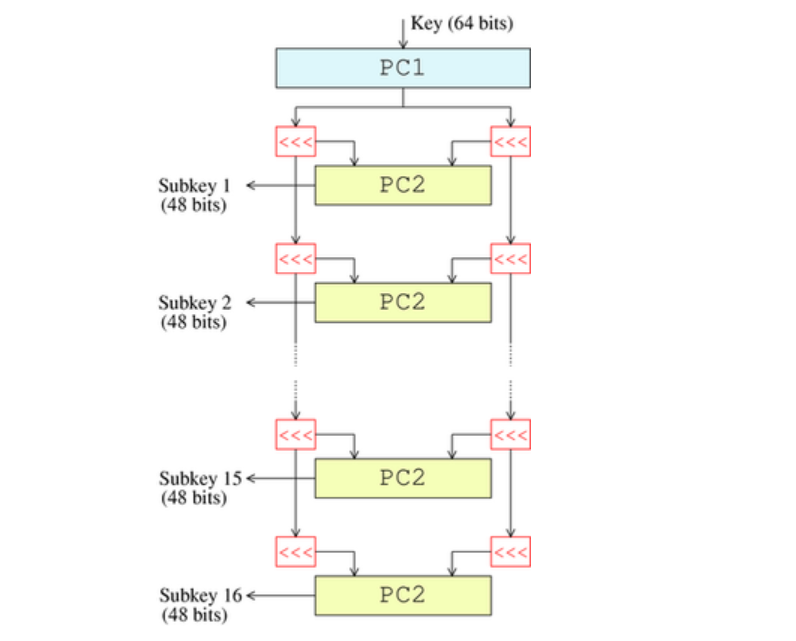 Key (64 bits)
PC1
<<< <<<
Subkey 1
(48 bits)
PC2
<<< <<<
Subkey 2
(48 bits)
PC2
<<< <<<
Subkey 15
(48 bits)
PC2
<<< <<<
Subkey 16
(48 bits)
PC2